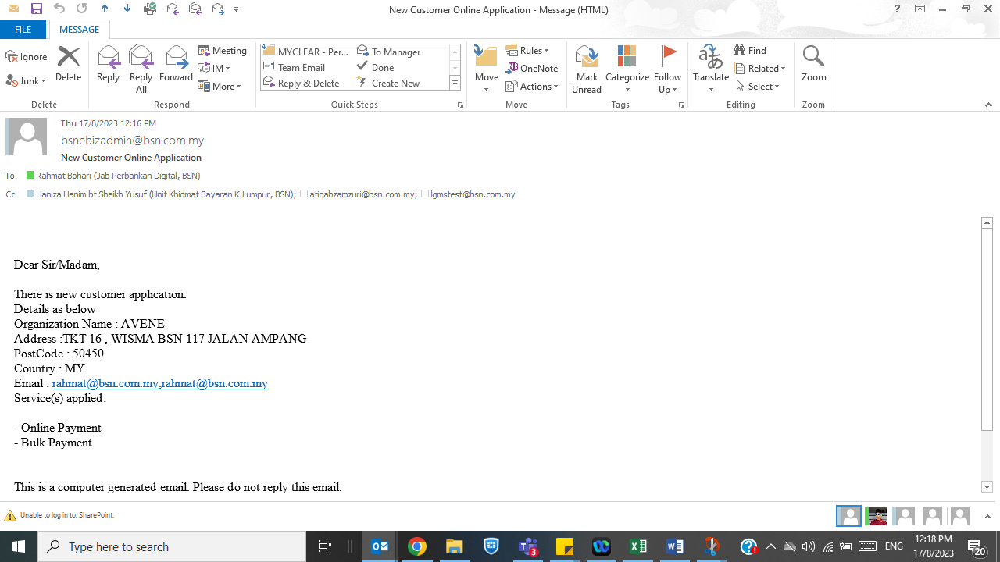 New Customer Online Application - Message (HTML)
FILE MESSAGE
Ignore
Junk
Delete
Reply
Reply All
Forward
Meeting
IM
More
MYCLEAR - Per...
To Manager
Team Email
Done
Reply & Delete
Create New
Move
Rules
OneNote
Actions
Mark Unread
Categorize
Follow Up
Translate
Find
Related
Select
Zoom
Delete Respond Quick Steps Move Tags Editing Zoom
Thu 17/8/2023 12:16 PM
bsnebizadmin@bsn.com.my
New Customer Online Application
To Rahmat Bohari (Jab Perbankan Digital, BSN)
Cc Haniza Hanim bt Sheikh Yusuf (Unit Khidmat Bayaran K.Lumpur, BSN); atiqahzamzuri@bsn.com.my; lgmstest@bsn.com.my
Dear Sir/Madam,
There is new customer application.
Details as below
Organization Name : AVENE
Address :TKT 16 , WISMA BSN 117 JALAN AMPANG
PostCode : 50450
Country : MY
Email : rahmat@bsn.com.my;rahmat@bsn.com.my
Service(s) applied:
- Online Payment
- Bulk Payment
This is a computer generated email. Please do not reply this email.
Unable to log in to: SharePoint.
Type here to search
3
ENG
12:18 PM
17/8/2023
20